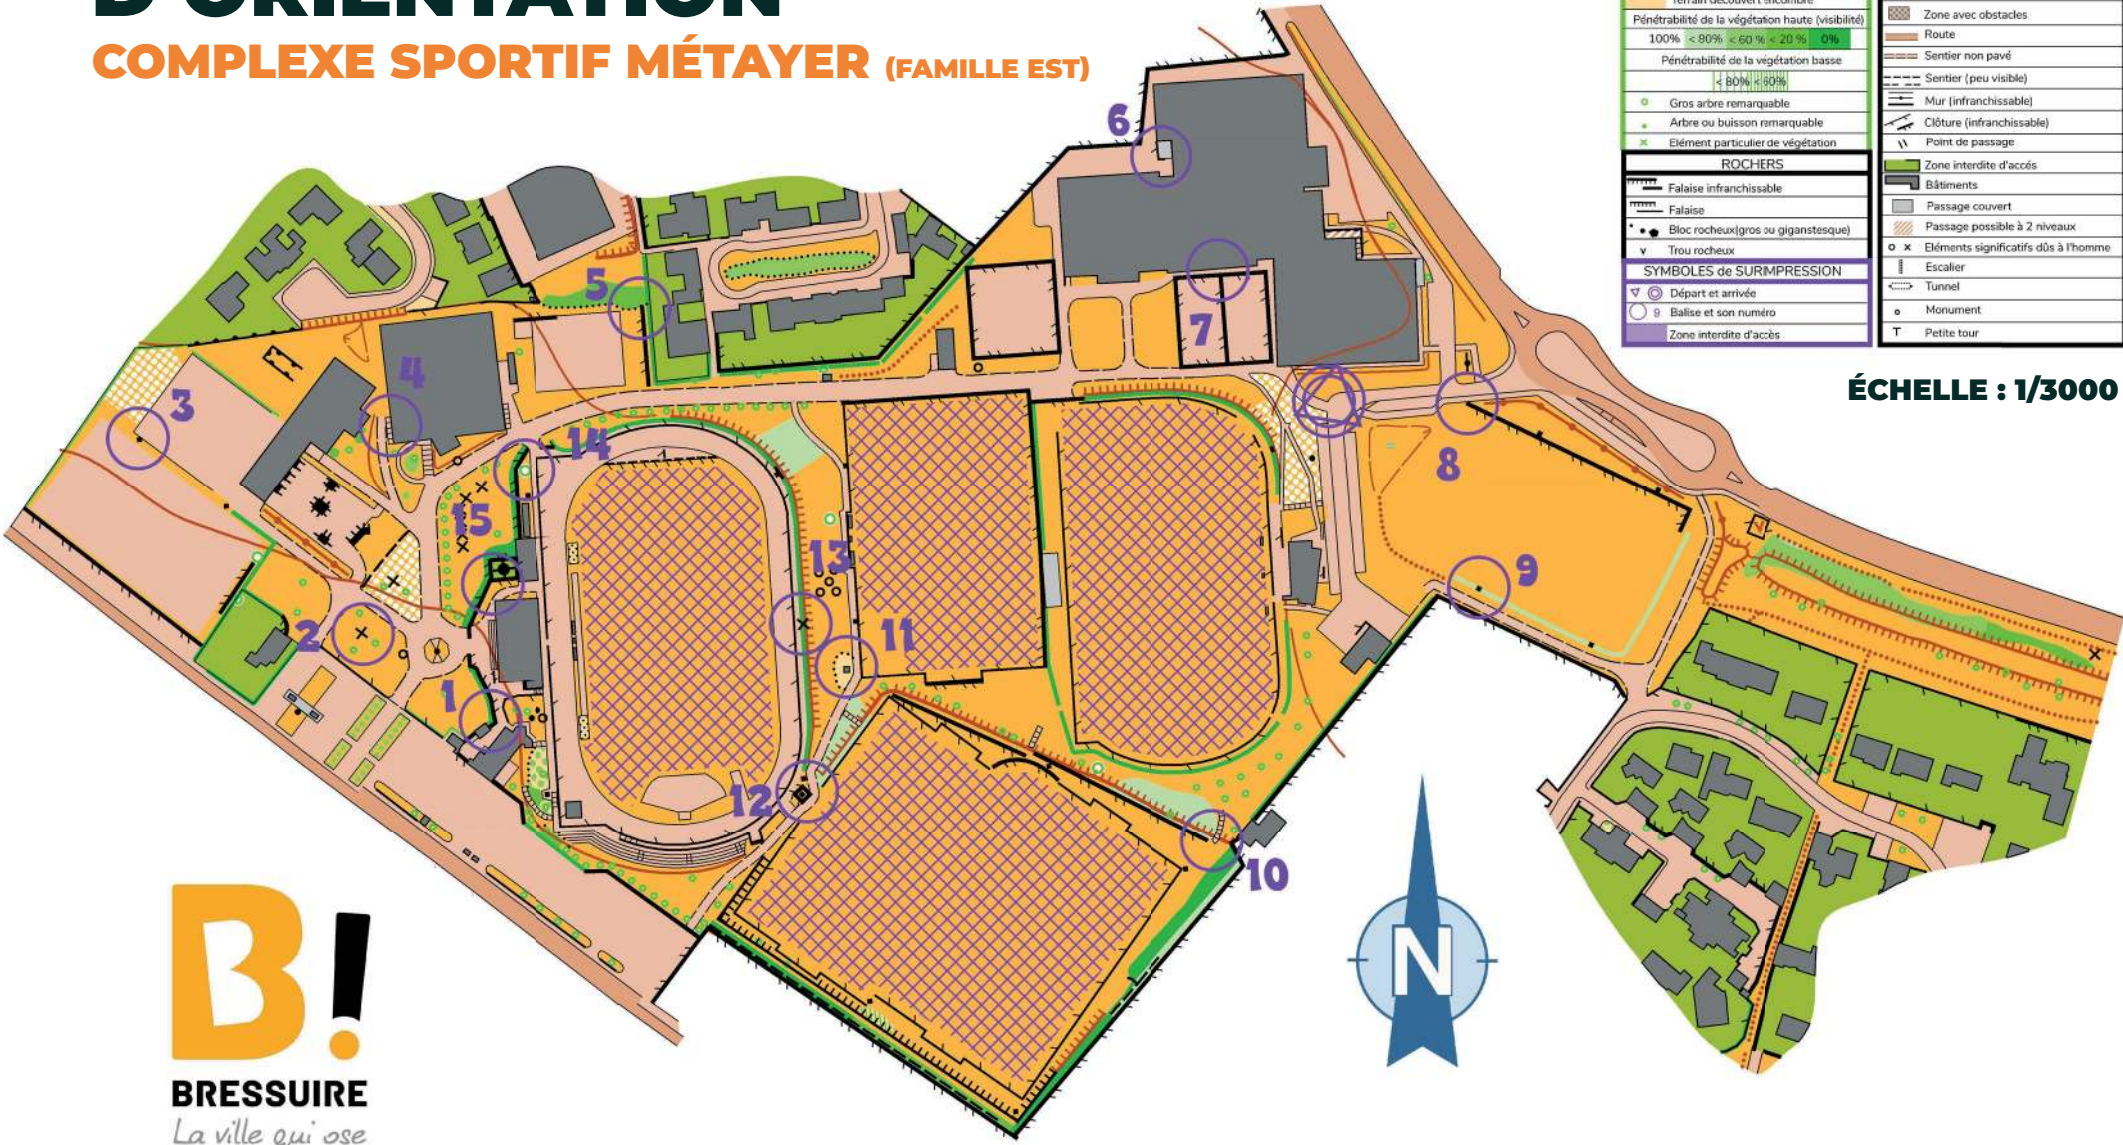 D'ORIENTATION
COMPLEXE SPORTIF MÉTAYER (FAMILLE EST)
Terrain découvert encombré
Pénétrabilité de la végétation haute (visibilité)
100% < 80% < 60 % < 20 % 0%
Pénétrabilité de la végétation basse
< 80% < 60%
Gros arbre remarquable
Arbre ou buisson remarquable
Elément particulier de végétation
ROCHERS
Falaise infranchissable
Falaise
Bloc rocheux(gros ou giganstesque)
Trou rocheux
SYMBOLES de SURIMPRESSION
Départ et arrivée
9 Balise et son numéro
Zone interdite d'accès
Zone avec obstacles
Route
Sentier non pavé
Sentier (peu visible)
Mur (infranchissable)
Clôture (infranchissable)
Point de passage
Zone interdite d'accés
Bâtiments
Passage couvert
Passage possible à 2 niveaux
Eléments significatifs dûs à l'homme
Escalier
Tunnel
Monument
T Petite tour
ÉCHELLE : 1/3000
6
5
7
4
3
14
8
15
13
9
2
11
1
12
10
N
B!
BRESSUIRE
La ville qui ose